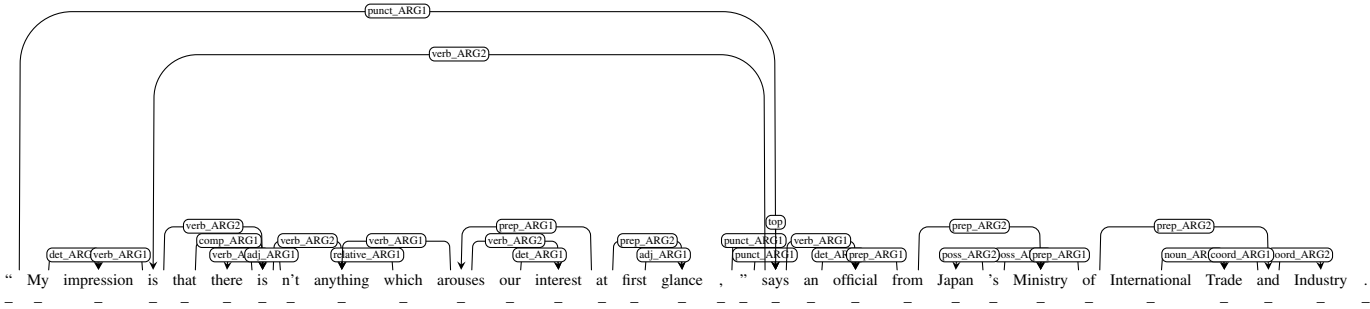 punct_ARG1
verb_ARG2
top
verb_ARG2 prep_ARG1 prep_ARG2 prep_ARG2
comp_ARG1 verb_ARG2 verb_ARG1 verb_ARG2 prep_ARG2 punct_ARG1 verb_ARG1
verb_ARG1 adj_ARG1 relative_ARG1 det_ARG1 adj_ARG1 punct_ARG1 prep_ARG1 poss_ARG2 prep_ARG1 coord_ARG1
“ My impression is that there is n’t anything which arouses our interest at first glance , ” says an official from Japan ’s Ministry of International Trade and Industry .
_ _ _ _ _ _ _ _ _ _ _ _ _ _ _ _ _ _ _ _ _ _ _ _ _ _ _ _ _ _ _